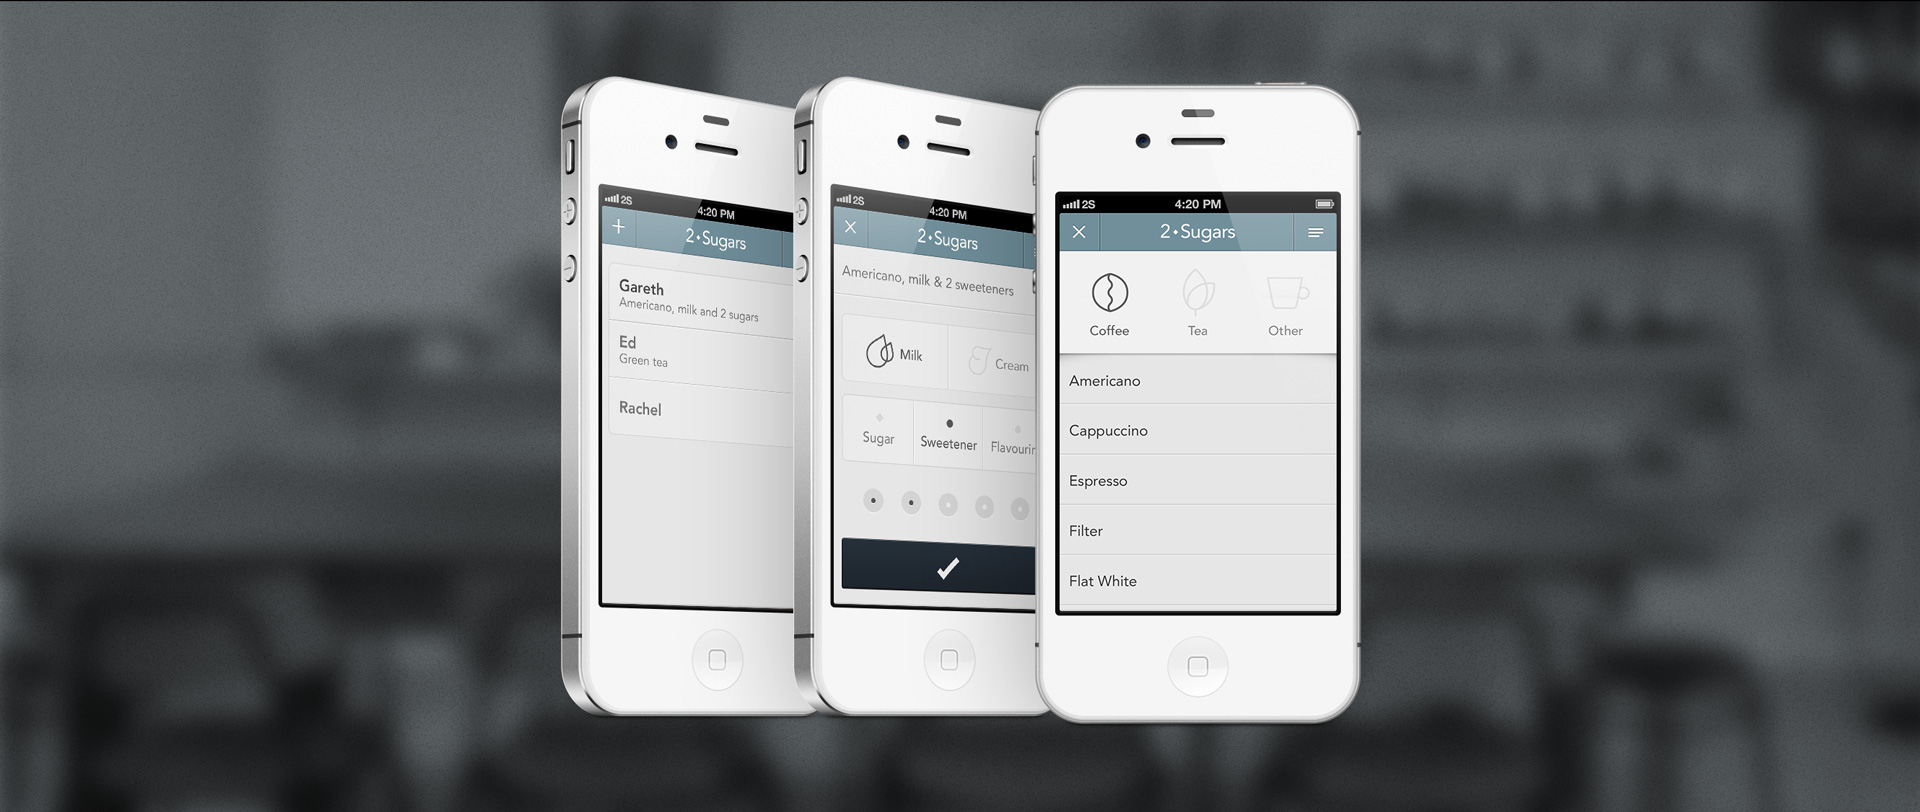 2S
4:20 PM
2♦Sugars
Gareth
Americano, milk and 2 sugars
Ed
Green tea
Rachel
2S
4:20 PM
2♦Sugars
Americano, milk & 2 sweeteners
Milk
Cream
Sugar
Sweetener
Flavourin
2S
4:20 PM
2♦Sugars
Coffee
Tea
Other
Americano
Cappuccino
Espresso
Filter
Flat White